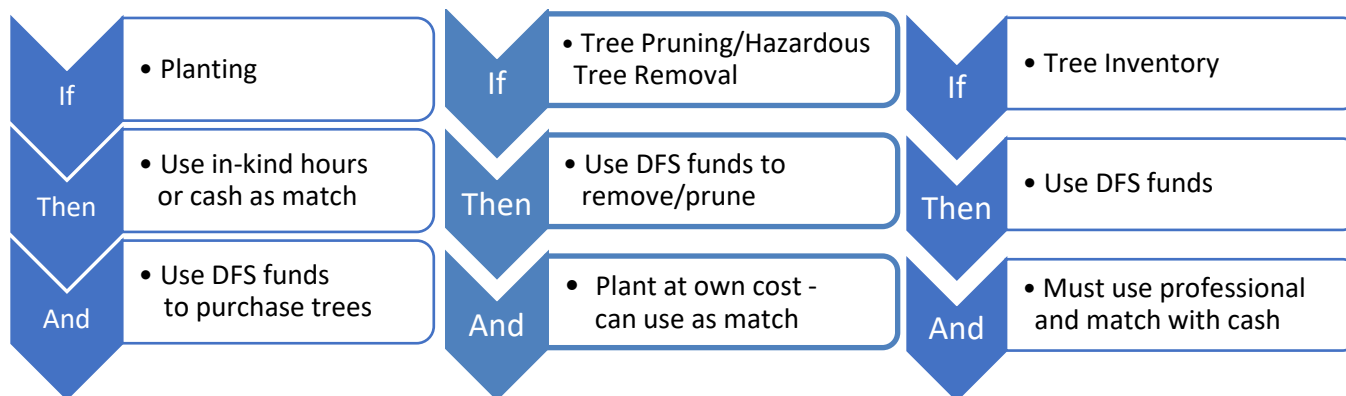 If
• Planting
Then
• Use in-kind hours
or cash as match
And
• Use DFS funds
to purchase trees
If
• Tree Pruning/Hazardous
Tree Removal
Then
• Use DFS funds to
remove/prune
And
• Plant at own cost -
can use as match
If
• Tree Inventory
Then
• Use DFS funds
And
• Must use professional
and match with cash